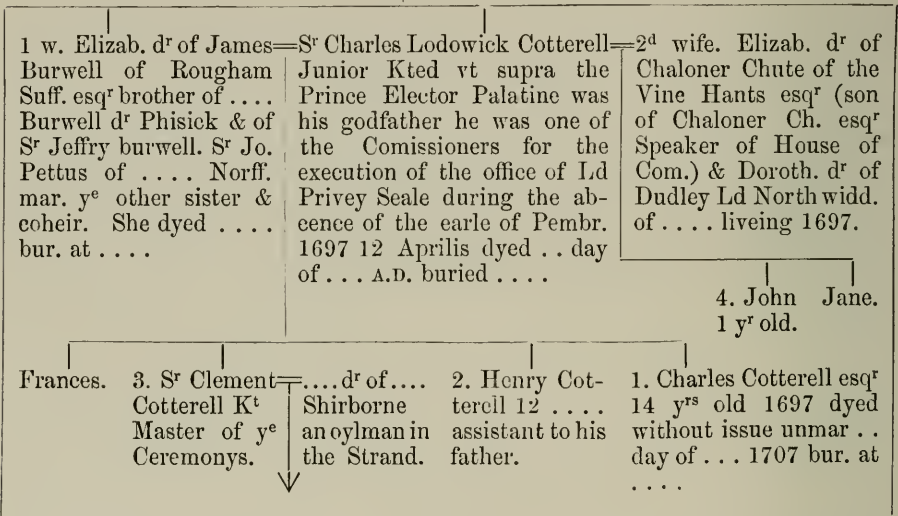 1 w. Elizab. dʳ of James
Burwell of Rougham
Suff. esqʳ brother of ....
Burwell dʳ Phisick & of
Sʳ Jeffry burwell. Sʳ Jo.
Pettus of .... Norff.
mar. yᵉ other sister &
coheir. She dyed ....
bur. at ....
=Sʳ Charles Lodowick Cotterell=
Junior Kted vt supra the
Prince Elector Palatine was
his godfather he was one of
the Comissioners for the
execution of the office of Ld
Privey Seale during the ab-
cence of the earle of Pembr.
1697 12 Aprilis dyed .. day
of ... A.D. buried ....
2ᵈ wife. Elizab. dʳ of
Chaloner Chute of the
Vine Hants esqʳ (son
of Chaloner Ch. esqʳ
Speaker of House of
Com.) & Doroth. dʳ of
Dudley Ld North widd.
of .... liveing 1697.
4. John
1 yʳ old.
Jane.
Frances.
3. Sʳ Clement=
Cotterell Kᵗ
Master of yᵉ
Ceremonys.
....dʳ of....
Shirborne
an oylman in
the Strand.
2. Henry Cot-
terell 12 ....
assistant to his
father.
1. Charles Cotterell esqʳ
14 yʳˢ old 1697 dyed
without issue unmar ..
day of ... 1707 bur. at
....